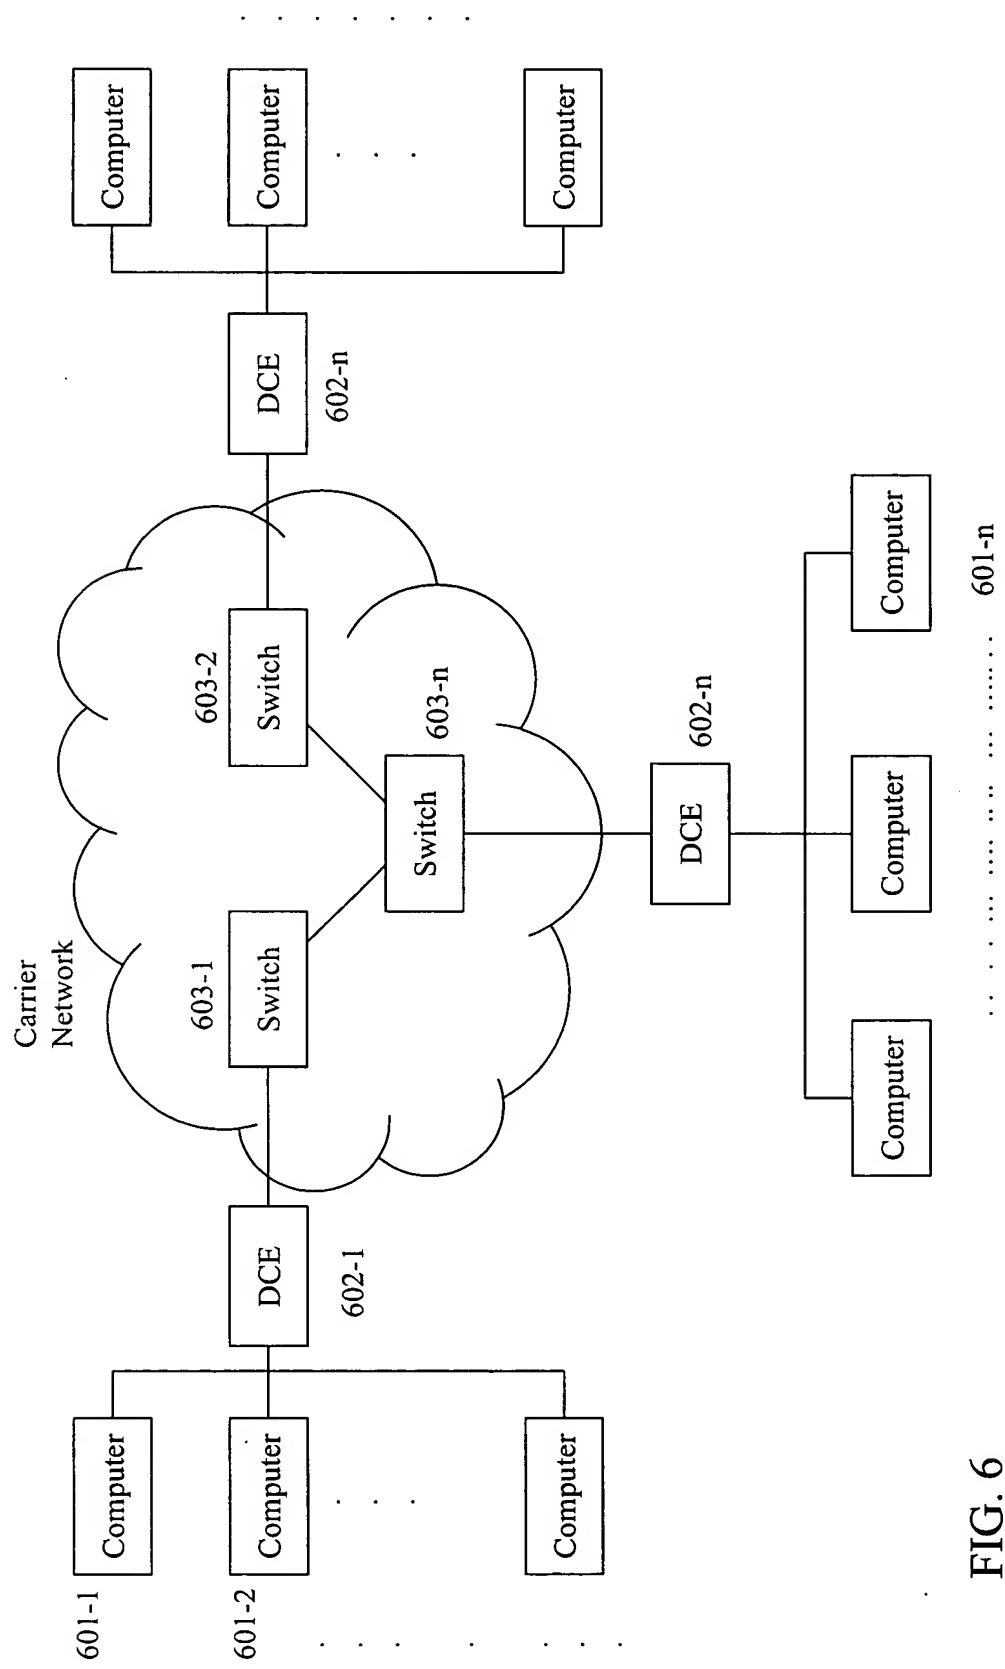 Carrier
Network
601-1
Computer
Computer
603-1
603-2
601-2
Computer
DCE
Switch
Switch
DCE
Computer
602-1
602-n
Switch
603-n
Computer
Computer
DCE
602-n
Computer
Computer
Computer
601-n
FIG. 6